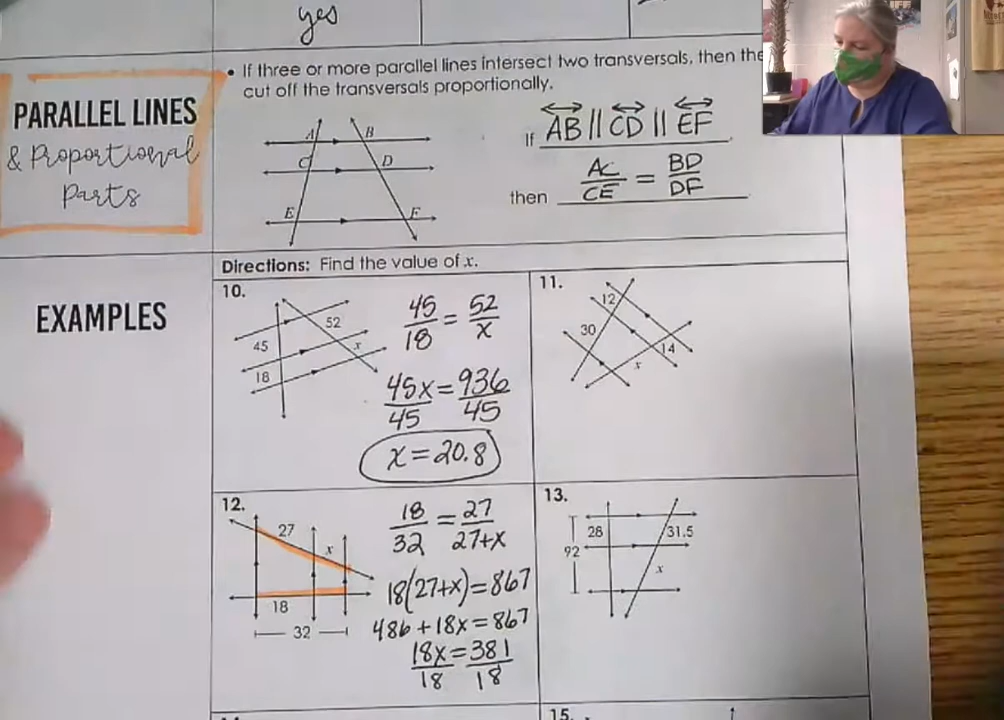 yes
PARALLEL LINES
& Proportional
Parts
• If three or more parallel lines intersect two transversals, then the
cut off the transversals proportionally.
A B
C D
E F
If AB || CD || EF
then AC/CE = BD/DF
EXAMPLES
Directions: Find the value of x.
10.
52
45
x
18
45/18 = 52/x
45x/45 = 936/45
x = 20.8
11.
12
30
14
x
12.
27
x
18
32
18/32 = 27/27+x
18(27+x) = 867
486 + 18x = 867
18x/18 = 381/18
13.
28
31.5
92
x
15.